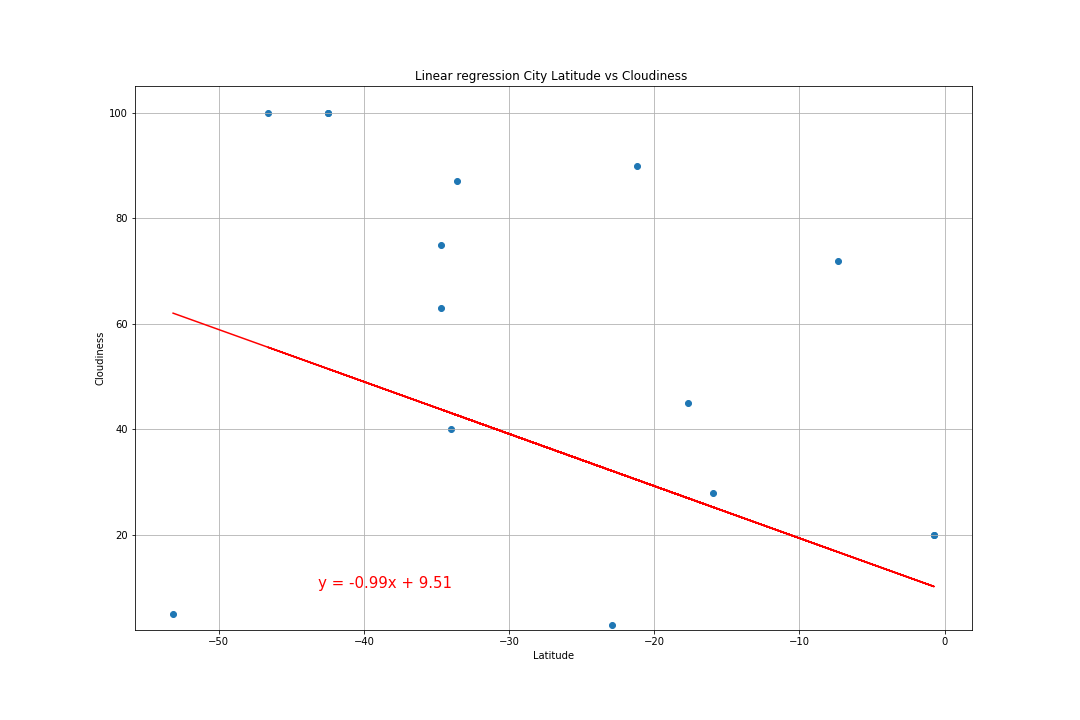 Linear regression City Latitude vs Cloudiness
100
80
60
40
20
Cloudiness
y = -0.99x + 9.51
−50
−40
−30
−20
−10
0
Latitude